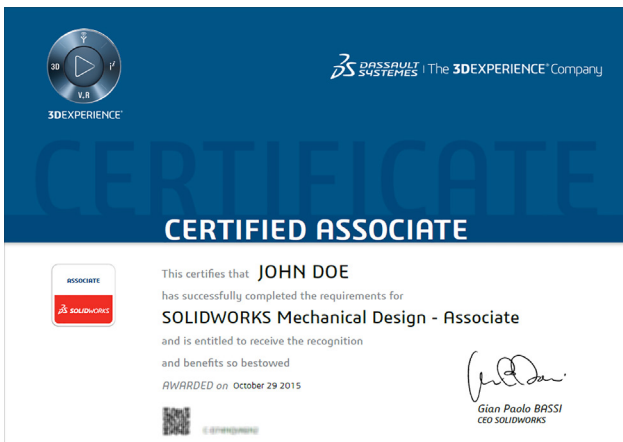 3D
V.R
3DEXPERIENCE
DASSAULT SYSTEMES | The 3DEXPERIENCE® Company
CERTIFICATE
CERTIFIED ASSOCIATE
ASSOCIATE
SOLIDWORKS
This certifies that JOHN DOE
has successfully completed the requirements for
SOLIDWORKS Mechanical Design - Associate
and is entitled to receive the recognition
and benefits so bestowed
AWARDED on October 29 2015
Gian Paolo BASSI
CEO SOLIDWORKS